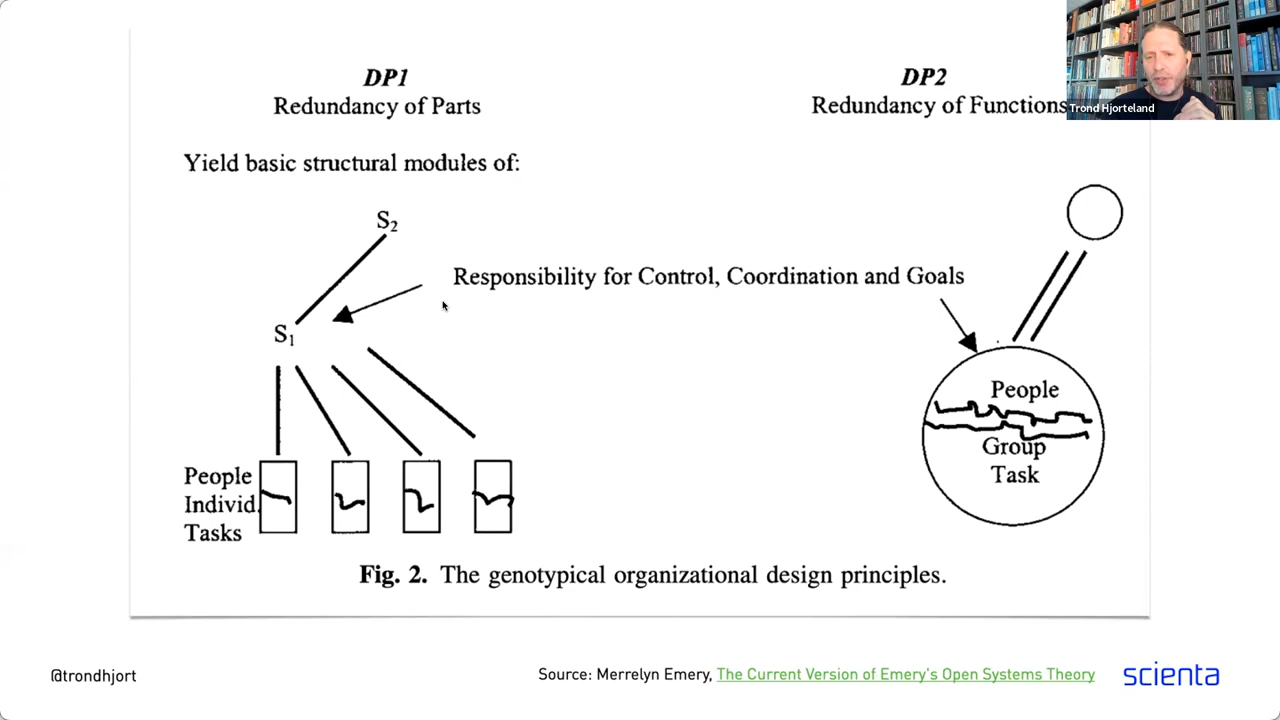 DP1
Redundancy of Parts
DP2
Redundancy of Functions
Trond Hjorteland
Yield basic structural modules of:
S₂
Responsibility for Control, Coordination and Goals
S₁
People
Group
Task
People
Individ.
Tasks
Fig. 2. The genotypical organizational design principles.
@trondhjort
Source: Merrelyn Emery, The Current Version of Emery's Open Systems Theory
scienta